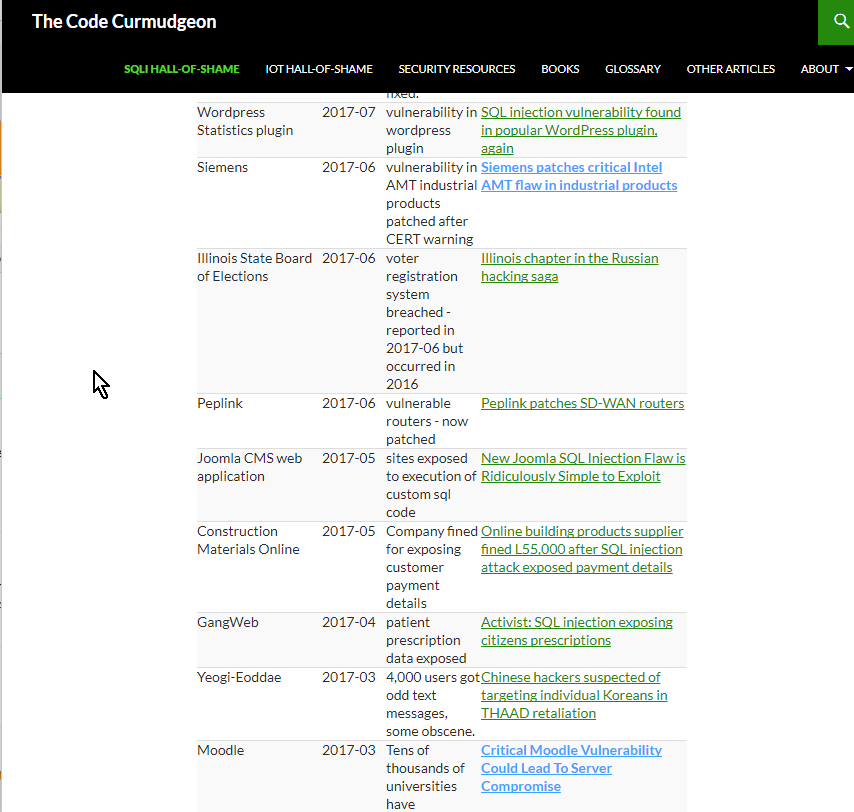 The Code Curmudgeon
SQLI HALL-OF-SHAME IOT HALL-OF-SHAME SECURITY RESOURCES BOOKS GLOSSARY OTHER ARTICLES ABOUT
fixed.
Wordpress Statistics plugin
2017-07
vulnerability in
wordpress
plugin
SQL injection vulnerability found
in popular WordPress plugin,
again
Siemens
2017-06
vulnerability in
AMT industrial
products
patched after
CERT warning
Siemens patches critical Intel
AMT flaw in industrial products
Illinois State Board
of Elections
2017-06
voter
registration
system
breached -
reported in
2017-06 but
occurred in
2016
Illinois chapter in the Russian
hacking saga
Peplink
2017-06
vulnerable
routers - now
patched
Peplink patches SD-WAN routers
Joomla CMS web
application
2017-05
sites exposed
to execution of
custom sql
code
New Joomla SQL Injection Flaw is
Ridiculously Simple to Exploit
Construction
Materials Online
2017-05
Company fined
for exposing
customer
payment
details
Online building products supplier
fined L55,000 after SQL injection
attack exposed payment details
GangWeb
2017-04
patient
prescription
data exposed
Activist: SQL injection exposing
citizens prescriptions
Yeogi-Eoddae
2017-03
4,000 users got
odd text
messages,
some obscene.
Chinese hackers suspected of
targeting individual Koreans in
THAAD retaliation
Moodle
2017-03
Tens of
thousands of
universities
have
Critical Moodle Vulnerability
Could Lead To Server
Compromise